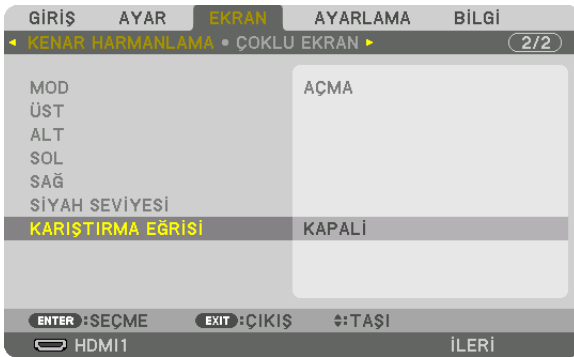 GİRİŞ AYAR EKRAN AYARLAMA BİLGİ
KENAR HARMANLAMA • ÇOKLU EKRAN 2/2
MOD AÇMA
ÜST
ALT
SOL
SAĞ
SİYAH SEVİYESİ
KARIŞTIRMA EĞRİSİ KAPALİ
ENTER :SEÇME EXIT :ÇIKIŞ :TAŞI
HDMI1 İLERİ